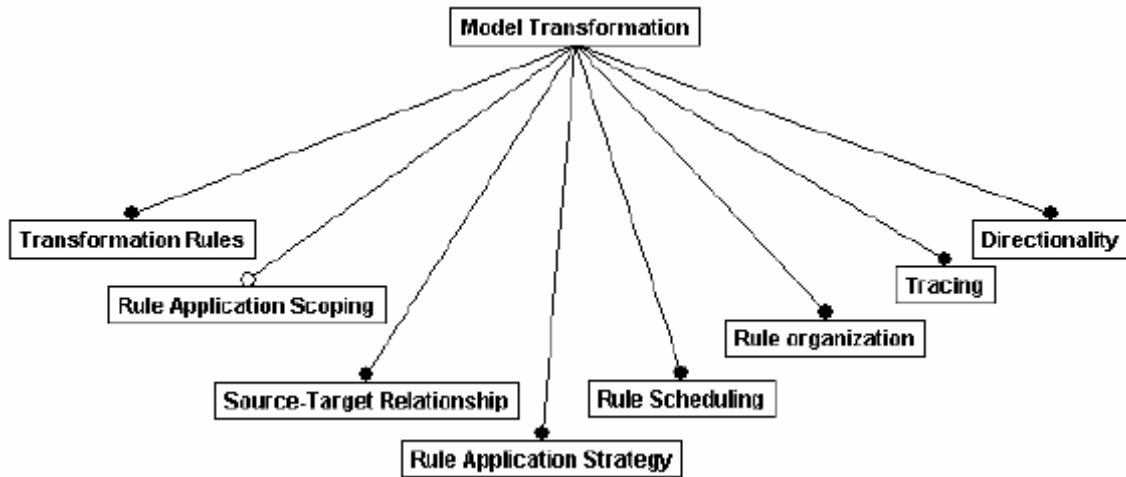 Model Transformation
Transformation Rules
Directionality
Rule Application Scoping
Tracing
Rule organization
Source-Target Relationship
Rule Scheduling
Rule Application Strategy